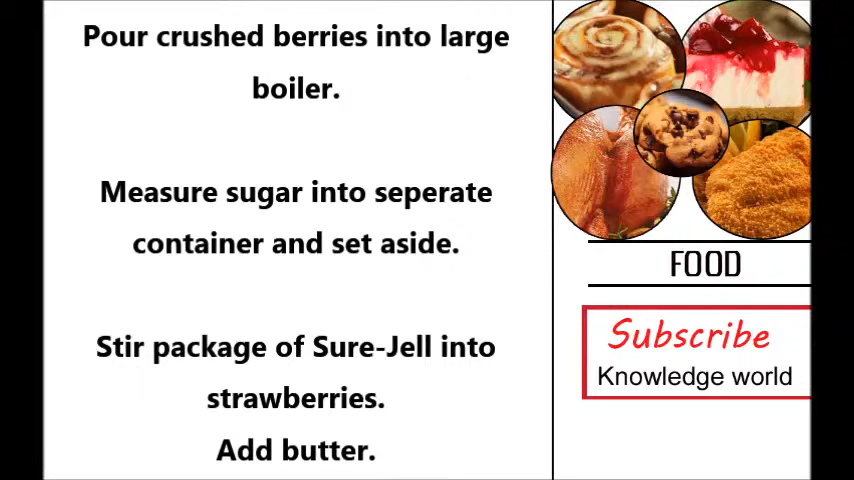 Pour crushed berries into large
boiler.
Measure sugar into seperate
container and set aside.
Stir package of Sure-Jell into
strawberries.
Add butter.
FOOD
Subscribe
Knowledge world